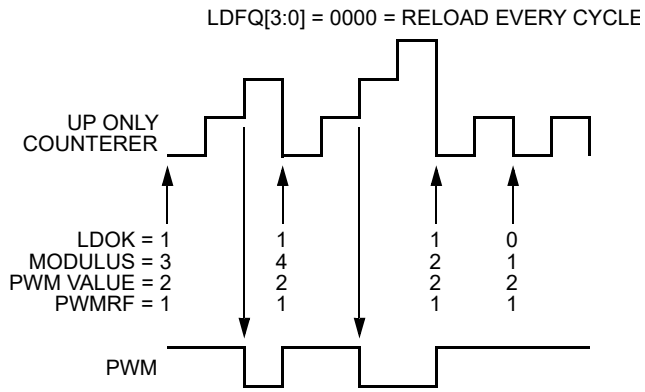 LDFQ[3:0] = 0000 = RELOAD EVERY CYCLE
UP ONLY
COUNTERER
LDOK = 1 1 1 0
MODULUS = 3 4 2 1
PWM VALUE = 2 2 2 2
PWMRF = 1 1 1 1
PWM